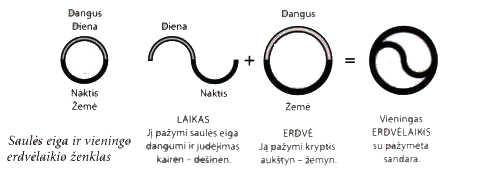 Dangus
Diena
Naktis
Žemė
Saulės eiga ir vieningo
erdvėlaikio ženklas
Diena
Naktis
LAIKAS
Jį pažymi saulės eiga
dangumi ir judėjimas
kairėn – dešinėn.
+
Dangus
Žemė
ERDVĖ
Ją pažymi kryptis
aukštyn – žemyn.
=
Vieningas
ERDVĖLAIKIS
su pažymėta
sandara.